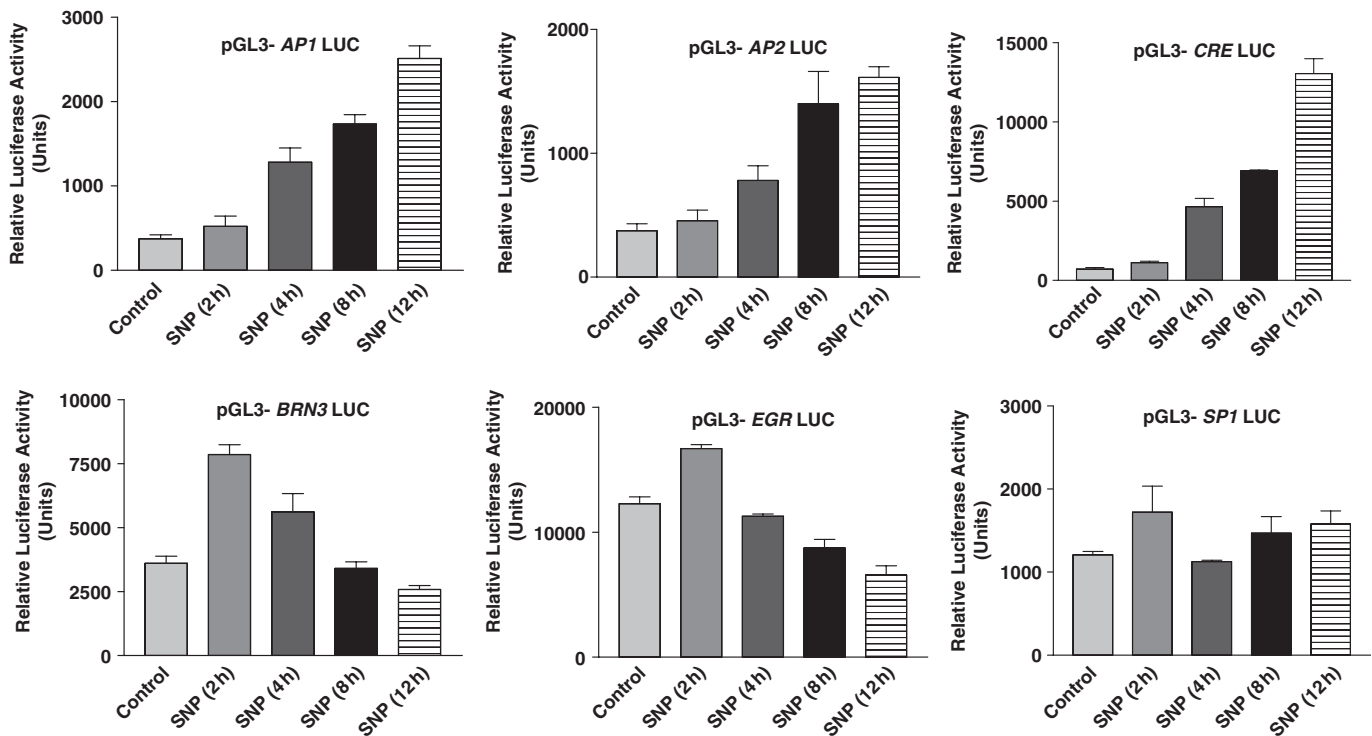 pGL3- AP1 LUC
Relative Luciferase Activity
(Units)
3000
2000
1000
0
Control
SNP (2h)
SNP (4h)
SNP (8h)
SNP (12h)
pGL3- AP2 LUC
Relative Luciferase Activity
(Units)
2000
1000
0
Control
SNP (2h)
SNP (4h)
SNP (8h)
SNP (12h)
pGL3- CRE LUC
Relative Luciferase Activity
(Units)
15000
10000
5000
0
Control
SNP (2h)
SNP (4h)
SNP (8h)
SNP (12h)
pGL3- BRN3 LUC
Relative Luciferase Activity
(Units)
10000
7500
5000
2500
0
Control
SNP (2h)
SNP (4h)
SNP (8h)
SNP (12h)
pGL3- EGR LUC
Relative Luciferase Activity
(Units)
20000
10000
0
Control
SNP (2h)
SNP (4h)
SNP (8h)
SNP (12h)
pGL3- SP1 LUC
Relative Luciferase Activity
(Units)
3000
2000
1000
0
Control
SNP (2h)
SNP (4h)
SNP (8h)
SNP (12h)